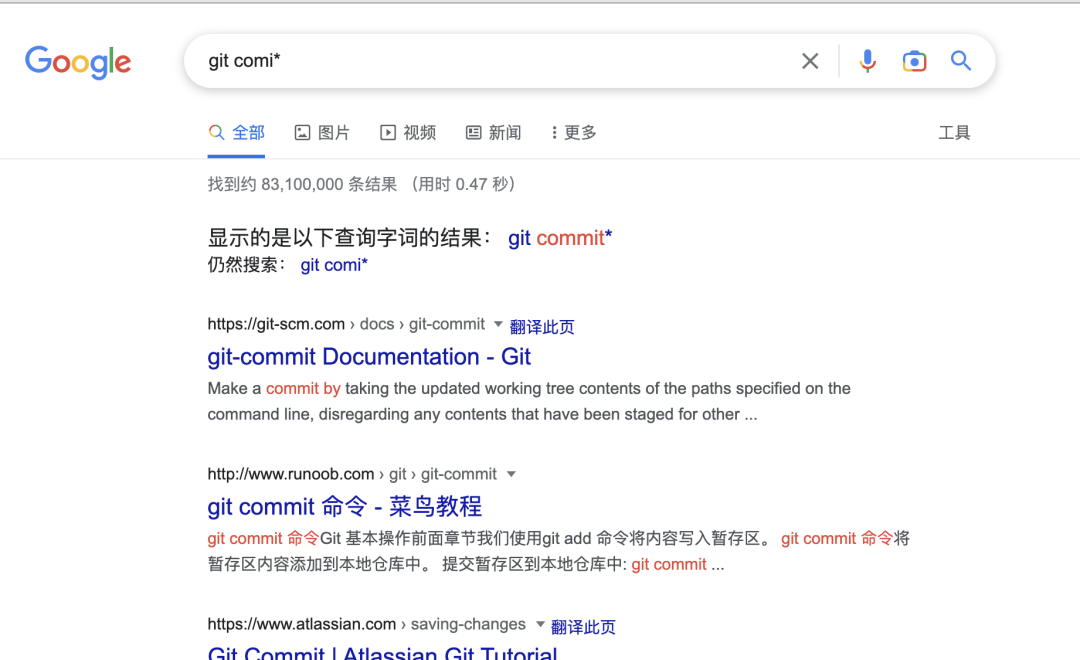 Google
git comi*
全部 图片 视频 新闻 更多 工具
找到约 83,100,000 条结果 （用时 0.47 秒）
显示的是以下查询字词的结果： git commit*
仍然搜索： git comi*
https://git-scm.com › docs › git-commit 翻译此页
git-commit Documentation - Git
Make a commit by taking the updated working tree contents of the paths specified on the
command line, disregarding any contents that have been staged for other ...
http://www.runoob.com › git › git-commit
git commit 命令 - 菜鸟教程
git commit 命令Git 基本操作前面章节我们使用git add 命令将内容写入暂存区。 git commit 命令将
暂存区内容添加到本地仓库中。 提交暂存区到本地仓库中: git commit ...
https://www.atlassian.com › saving-changes 翻译此页
Git Commit | Atlassian Git Tutorial